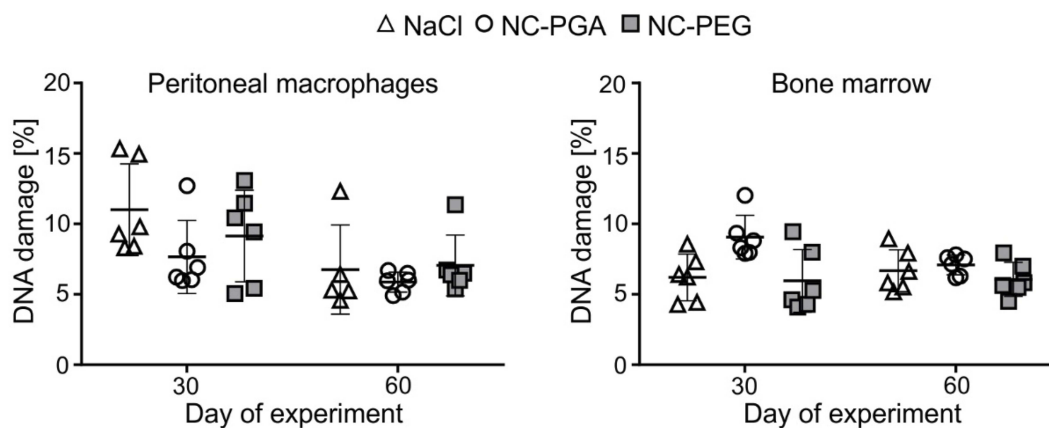 NaCl NC-PGA NC-PEG
Peritoneal macrophages
DNA damage [%]
20
15
10
5
0
30 60
Day of experiment
Bone marrow
DNA damage [%]
20
15
10
5
0
30 60
Day of experiment